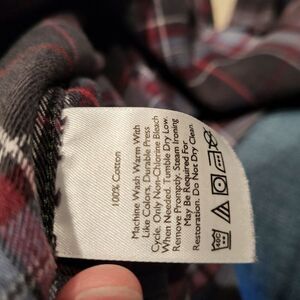 100% Cotton
Machine Wash Warm With
Like Colors, Durable Press
Cycle. Only Non-Chlorine Bleach
When Needed. Tumble Dry Low.
Remove Promptly. Steam Ironing
May Be Required For
Restoration. Do Not Dry Clean.